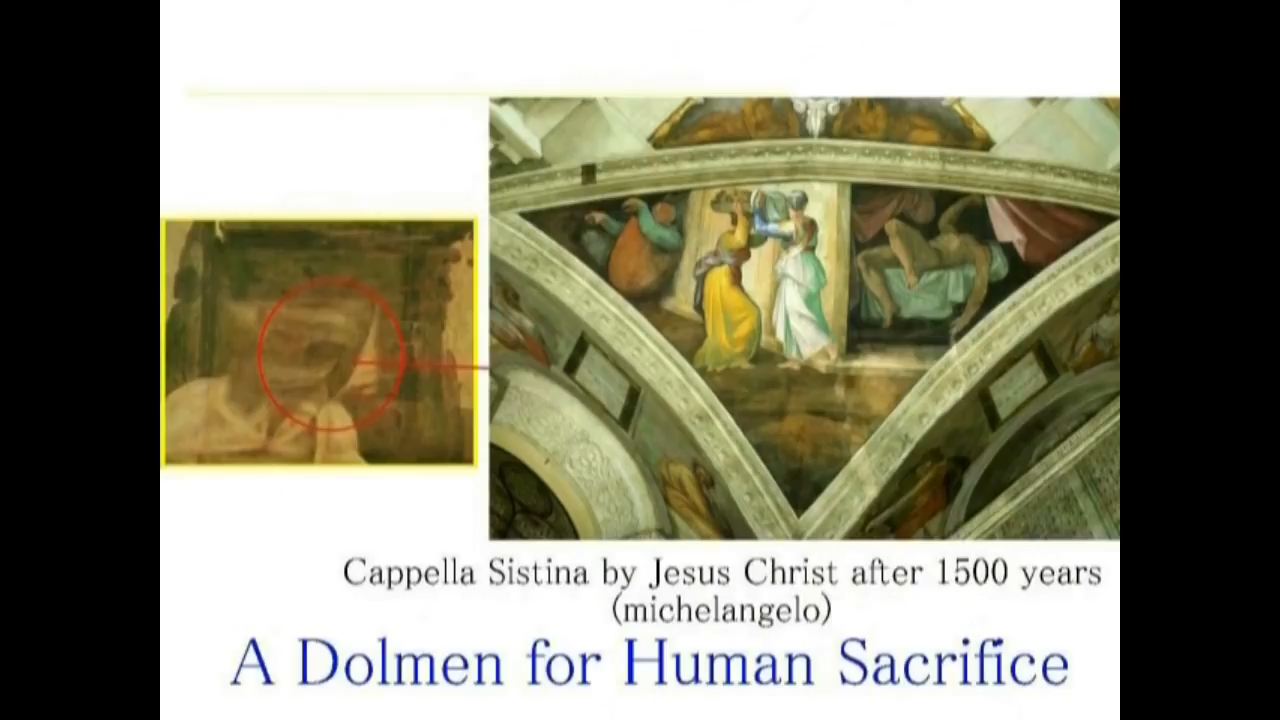 Cappella Sistina by Jesus Christ after 1500 years
(michelangelo)
A Dolmen for Human Sacrifice